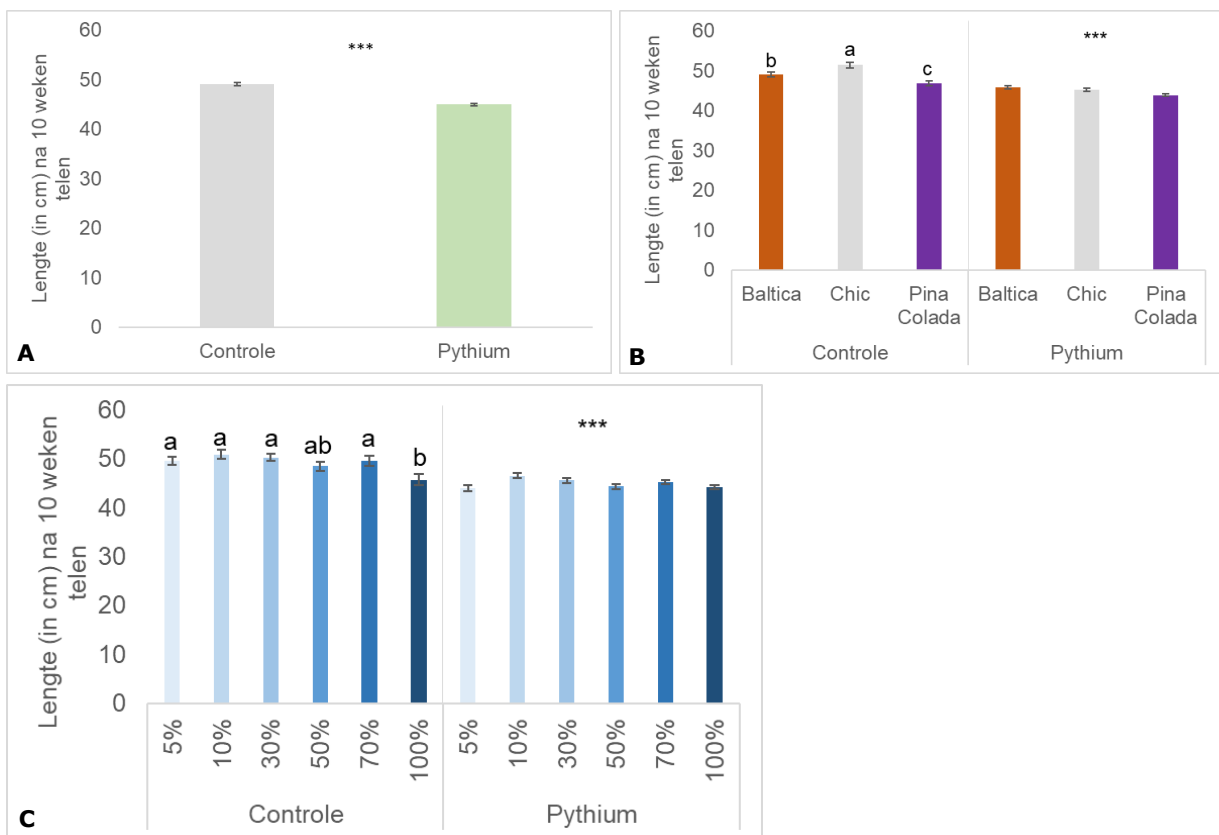 60
50
40
30
20
10
0
Lengte (in cm) na 10 weken
telen
***
Controle
Pythium
A
60
50
40
30
20
10
0
Lengte (in cm) na 10 weken
telen
b
a
c
***
Baltica
Chic
Pina
Colada
Baltica
Chic
Pina
Colada
Controle
Pythium
B
60
50
40
30
20
10
0
Lengte (in cm) na 10 weken
telen
a
a
a
ab
a
b
***
5%
10%
30%
50%
70%
100%
5%
10%
30%
50%
70%
100%
Controle
Pythium
C